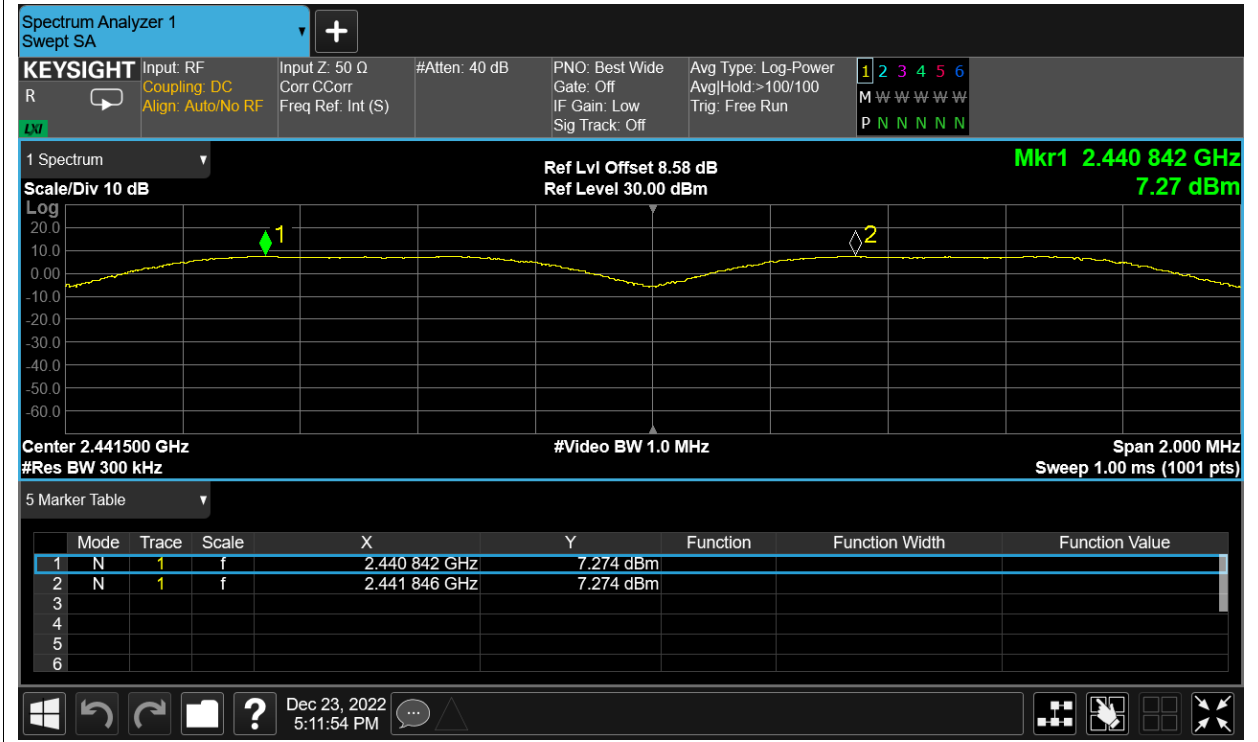 Spectrum Analyzer 1
Swept SA
KEYSIGHT
R
LXI
Input: RF
Coupling: DC
Align: Auto/No RF
Input Z: 50 Ω
Corr CCorr
Freq Ref: Int (S)
#Atten: 40 dB
PNO: Best Wide
Gate: Off
IF Gain: Low
Sig Track: Off
Avg Type: Log-Power
Avg|Hold:>100/100
Trig: Free Run
1 2 3 4 5 6
M W W W W W
P N N N N N
1 Spectrum
Scale/Div 10 dB
Ref Lvl Offset 8.58 dB
Ref Level 30.00 dBm
Mkr1 2.440 842 GHz
7.27 dBm
Log
20.0
10.0
0.00
-10.0
-20.0
-30.0
-40.0
-50.0
-60.0
1
2
Center 2.441500 GHz
#Res BW 300 kHz
#Video BW 1.0 MHz
Span 2.000 MHz
Sweep 1.00 ms (1001 pts)
5 Marker Table
Mode Trace Scale X Y Function Function Width Function Value
1 N 1 f 2.440 842 GHz 7.274 dBm
2 N 1 f 2.441 846 GHz 7.274 dBm
3
4
5
6
?
Dec 23, 2022
5:11:54 PM